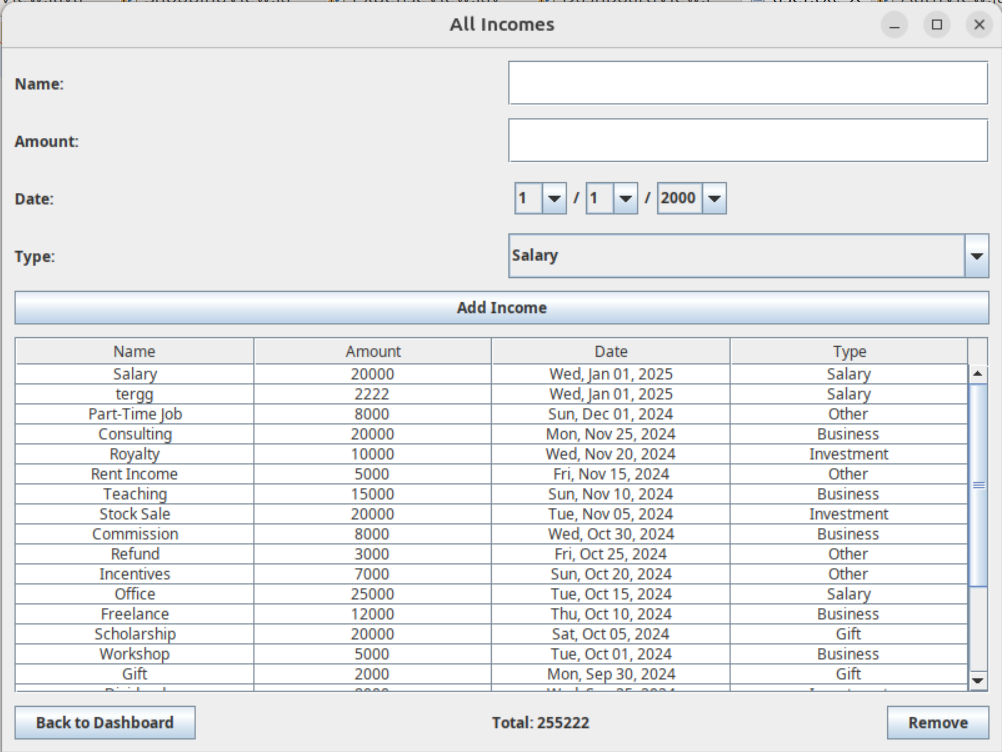 All Incomes
Name:
Amount:
Date: 1 / 1 / 2000
Type: Salary
Add Income
Name Amount Date Type
Salary 20000 Wed, Jan 01, 2025 Salary
tergg 2222 Wed, Jan 01, 2025 Salary
Part-Time Job 8000 Sun, Dec 01, 2024 Other
Consulting 20000 Mon, Nov 25, 2024 Business
Royalty 10000 Wed, Nov 20, 2024 Investment
Rent Income 5000 Fri, Nov 15, 2024 Other
Teaching 15000 Sun, Nov 10, 2024 Business
Stock Sale 20000 Tue, Nov 05, 2024 Investment
Commission 8000 Wed, Oct 30, 2024 Business
Refund 3000 Fri, Oct 25, 2024 Other
Incentives 7000 Sun, Oct 20, 2024 Other
Office 25000 Tue, Oct 15, 2024 Salary
Freelance 12000 Thu, Oct 10, 2024 Business
Scholarship 20000 Sat, Oct 05, 2024 Gift
Workshop 5000 Tue, Oct 01, 2024 Business
Gift 2000 Mon, Sep 30, 2024 Gift
Back to Dashboard Total: 255222 Remove